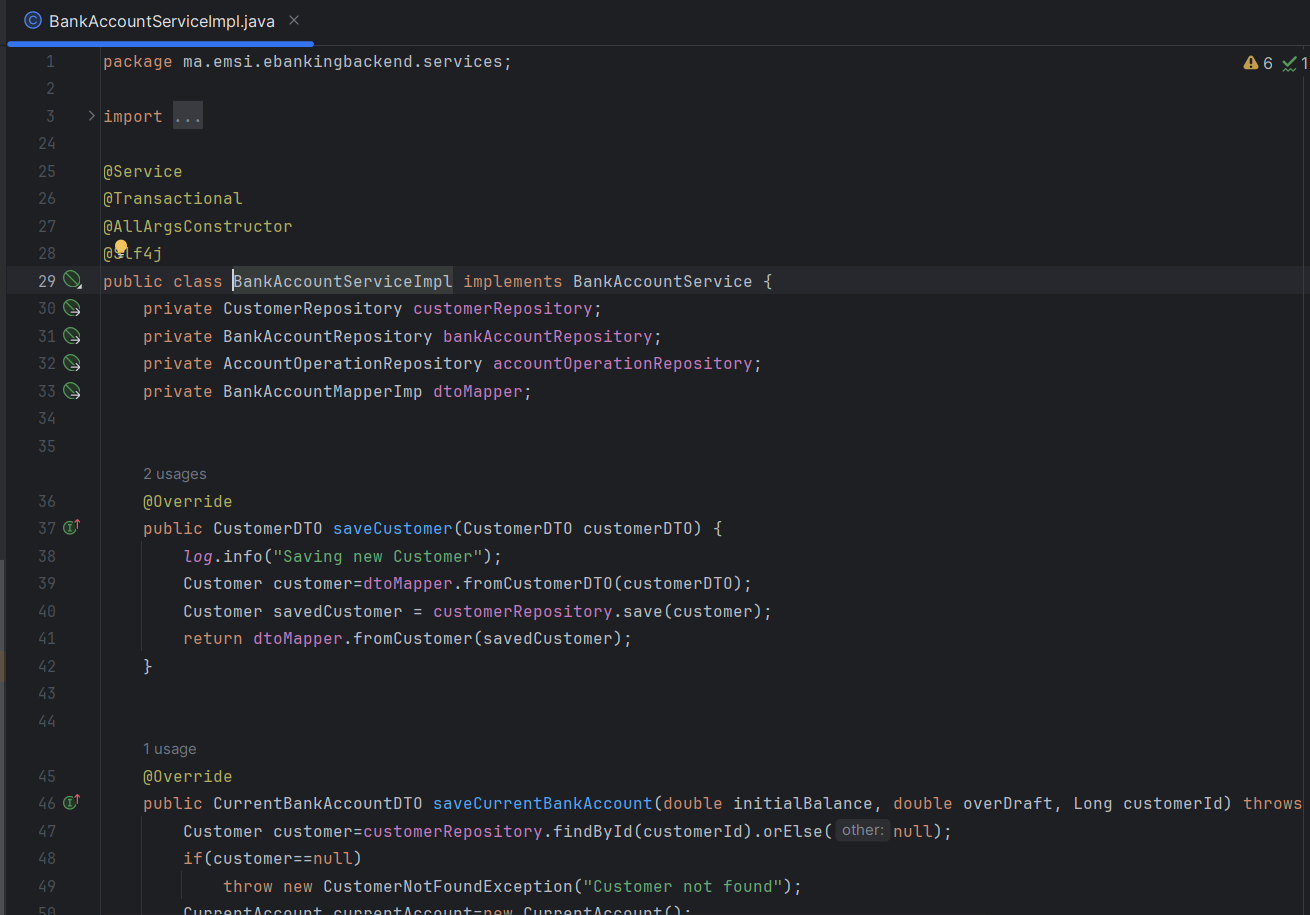 BankAccountServiceImpl.java
6 1
1 package ma.emsi.ebankingbackend.services;
2
3 import ...
24
25 @Service
26 @Transactional
27 @AllArgsConstructor
28 @Slf4j
29 public class BankAccountServiceImpl implements BankAccountService {
30 private CustomerRepository customerRepository;
31 private BankAccountRepository bankAccountRepository;
32 private AccountOperationRepository accountOperationRepository;
33 private BankAccountMapperImp dtoMapper;
34
35
2 usages
36 @Override
37 public CustomerDTO saveCustomer(CustomerDTO customerDTO) {
38 log.info("Saving new Customer");
39 Customer customer=dtoMapper.fromCustomerDTO(customerDTO);
40 Customer savedCustomer = customerRepository.save(customer);
41 return dtoMapper.fromCustomer(savedCustomer);
42 }
43
44
1 usage
45 @Override
46 public CurrentBankAccountDTO saveCurrentBankAccount(double initialBalance, double overDraft, Long customerId) throws
47 Customer customer=customerRepository.findById(customerId).orElse( other: null);
48 if(customer==null)
49 throw new CustomerNotFoundException("Customer not found");
50 CurrentAccount currentAccount=new CurrentAccount();